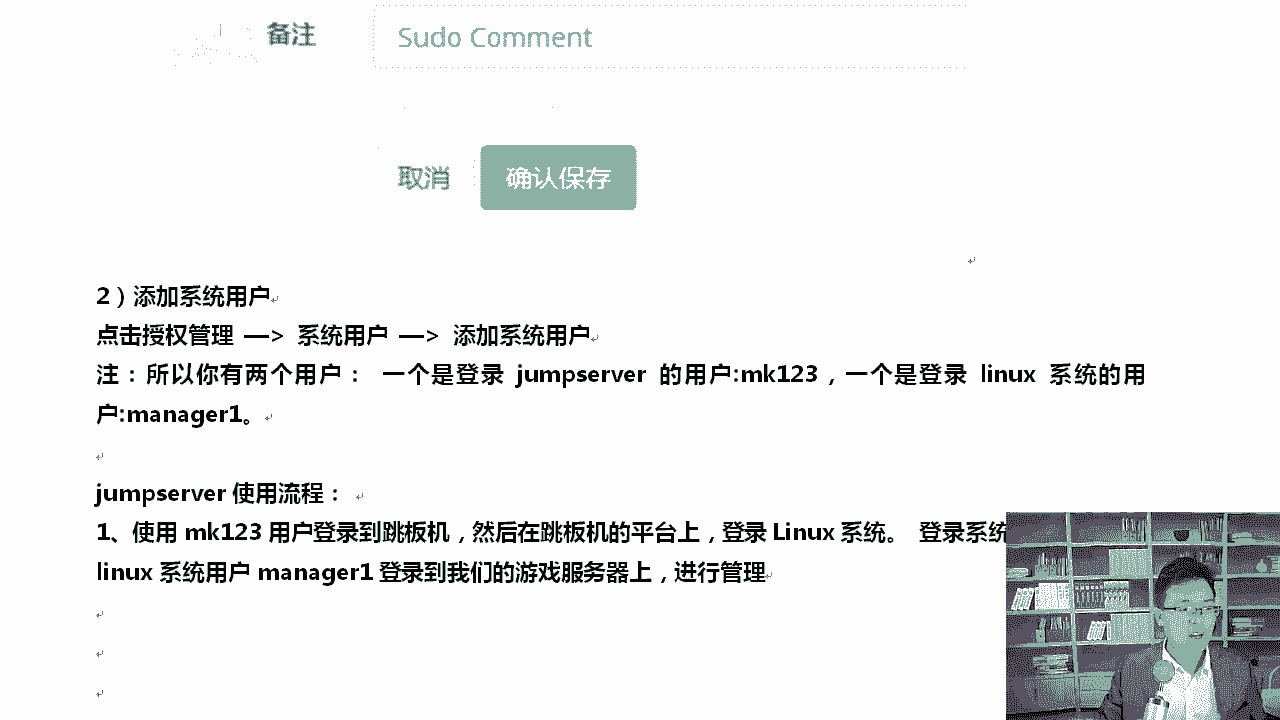 备注
Sudo Comment
取消
确认保存
2）添加系统用户
点击授权管理 —> 系统用户 —> 添加系统用户
注：所以你有两个用户： 一个是登录 jumpserver 的用户:mk123，一个是登录 linux 系统的用
户:manager1。
jumpserver 使用流程：
1、使用 mk123 用户登录到跳板机，然后在跳板机的平台上，登录 Linux 系统。 登录系统
linux 系统用户 manager1 登录到我们的游戏服务器上，进行管理